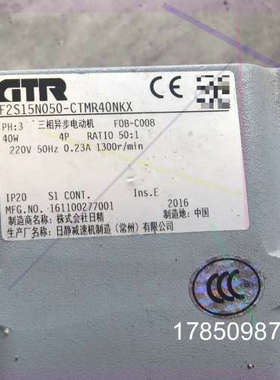 GTR
F2S15N050-CTMR40NKX
PH:3 三相异步电动机 FOB-C008
40W 4P RATIO 50:1
220V 50Hz 0.23A 1300r/min
IP20 S1 CONT. Ins.E
MFG.NO. 161100277001 2016
制造商名称: 株式会社日精 制造地: 中国
生产厂名称: 日静减速机制造（常州）有限公司
CCC
17850987